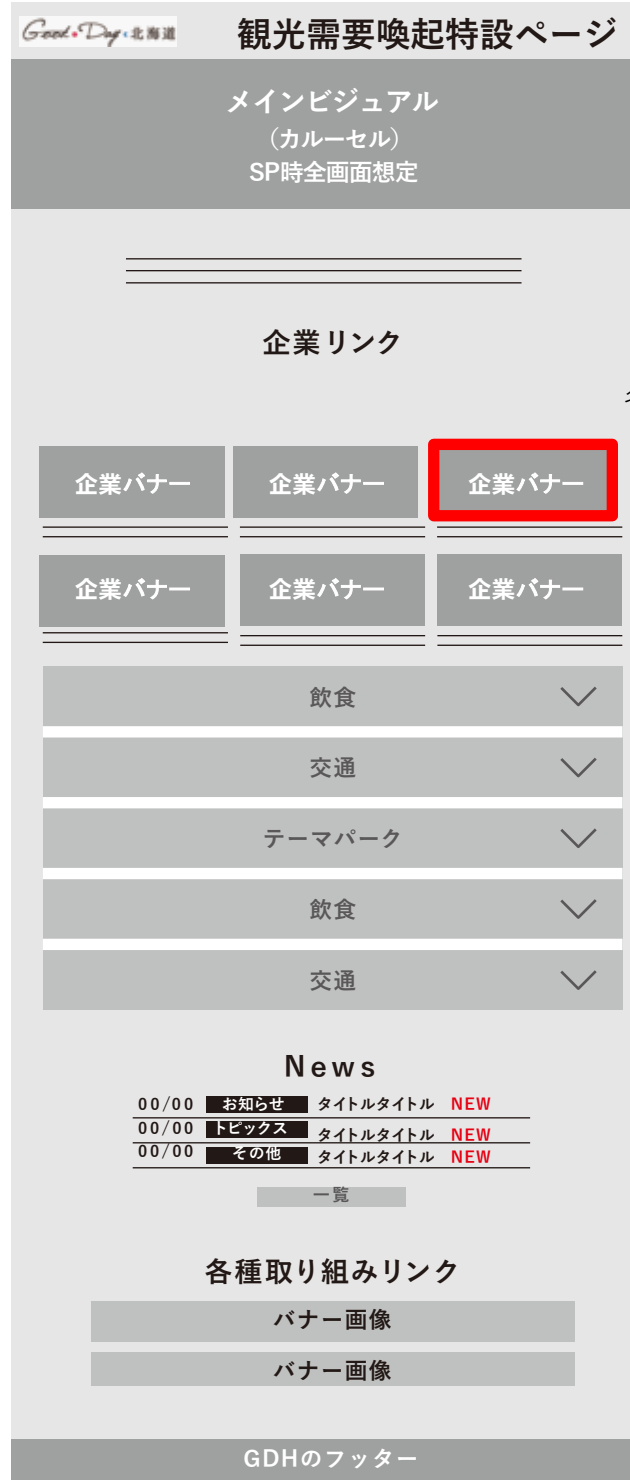 Good Day 北海道 観光需要喚起特設ページ
メインビジュアル
（カルーセル）
SP時全画面想定
企業リンク
企業バナー 企業バナー 企業バナー
企業バナー 企業バナー 企業バナー
飲食
交通
テーマパーク
飲食
交通
News
00/00 お知らせ タイトルタイトル NEW
00/00 トピックス タイトルタイトル NEW
00/00 その他 タイトルタイトル NEW
一覧
各種取り組みリンク
バナー画像
バナー画像
GDHのフッター